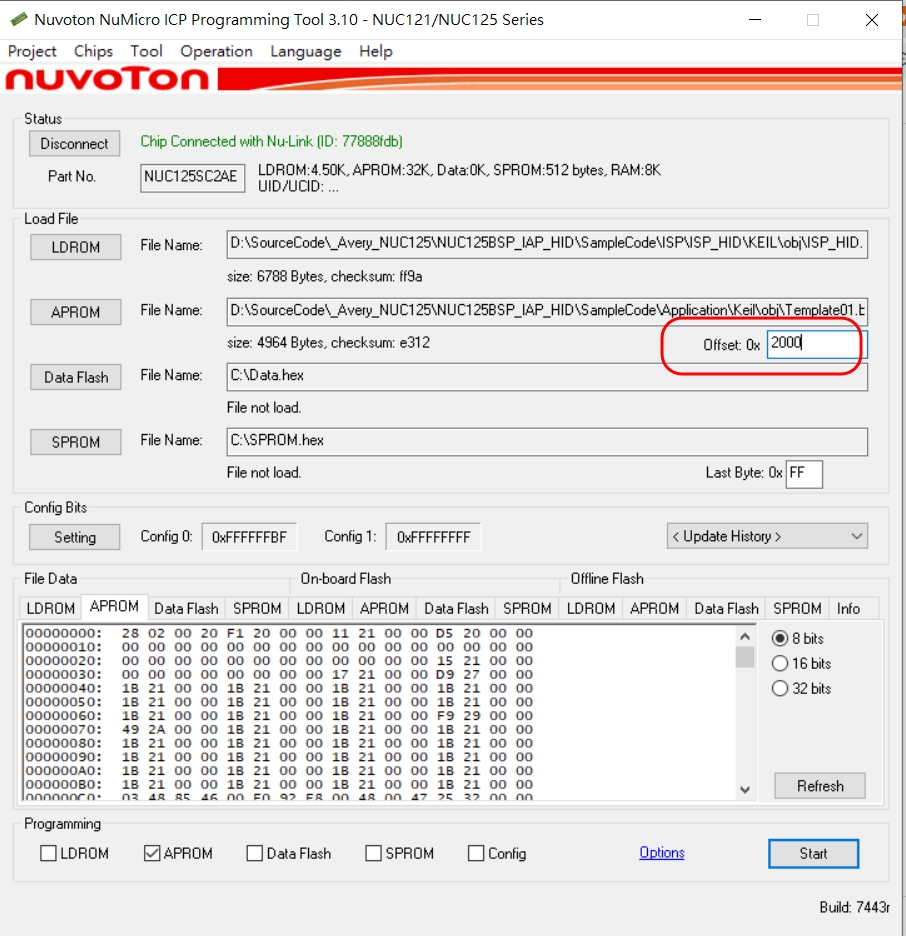 Nuvoton NuMicro ICP Programming Tool 3.10 - NUC121/NUC125 Series
Project Chips Tool Operation Language Help
nuvoTon
Status
Disconnect Chip Connected with Nu-Link (ID: 77888fdb)
Part No. NUC125SC2AE LDROM:4.50K, APROM:32K, Data:0K, SPROM:512 bytes, RAM:8K
UID/UCID: ...
Load File
LDROM File Name: D:\SourceCode\_Avery_NUC125\NUC125BSP_IAP_HID\SampleCode\ISP\ISP_HID\KEIL\obj\ISP_HID.
size: 6788 Bytes, checksum: ff9a
APROM File Name: D:\SourceCode\_Avery_NUC125\NUC125BSP_IAP_HID\SampleCode\Application\Keil\obj\Template01.b
size: 4964 Bytes, checksum: e312 Offset: 0x 2000
Data Flash File Name: C:\Data.hex
File not load.
SPROM File Name: C:\SPROM.hex
File not load. Last Byte: 0x FF
Config Bits
Setting Config 0: 0xFFFFFFBF Config 1: 0xFFFFFFFF < Update History >
File Data On-board Flash Offline Flash
LDROM APROM Data Flash SPROM LDROM APROM Data Flash SPROM LDROM APROM Data Flash SPROM Info
00000000: 28 02 00 20 F1 20 00 00 11 21 00 00 D5 20 00 00
00000010: 00 00 00 00 00 00 00 00 00 00 00 00 00 00 00 00
00000020: 00 00 00 00 00 00 00 00 00 00 00 00 15 21 00 00
00000030: 00 00 00 00 00 00 00 00 17 21 00 00 D9 27 00 00
00000040: 1B 21 00 00 1B 21 00 00 1B 21 00 00 1B 21 00 00
00000050: 1B 21 00 00 1B 21 00 00 1B 21 00 00 1B 21 00 00
00000060: 1B 21 00 00 1B 21 00 00 1B 21 00 00 F9 29 00 00
00000070: 49 2A 00 00 1B 21 00 00 1B 21 00 00 1B 21 00 00
00000080: 1B 21 00 00 1B 21 00 00 1B 21 00 00 1B 21 00 00
00000090: 1B 21 00 00 1B 21 00 00 1B 21 00 00 1B 21 00 00
000000A0: 1B 21 00 00 1B 21 00 00 1B 21 00 00 1B 21 00 00
000000B0: 1B 21 00 00 1B 21 00 00 1B 21 00 00 1B 21 00 00
000000C0: 03 48 85 46 00 F0 92 F8 00 48 00 47 25 32 00 00
8 bits
16 bits
32 bits
Refresh
Programming
LDROM APROM Data Flash SPROM Config Options Start
Build: 7443r